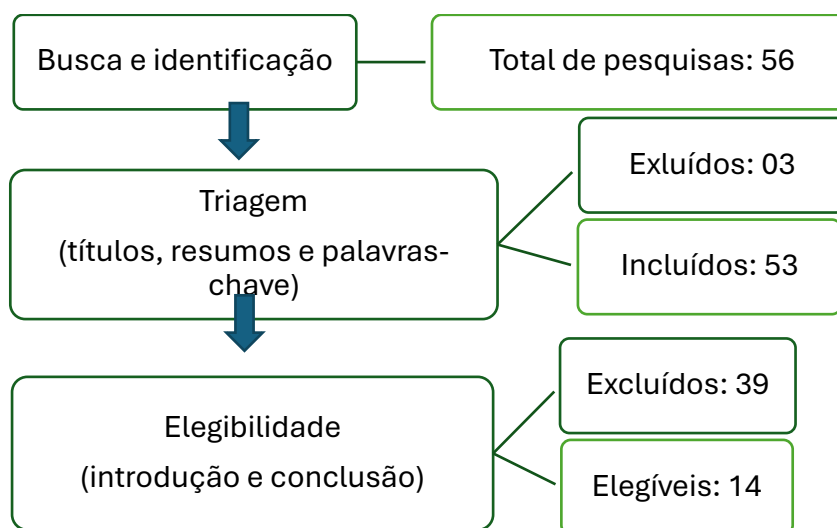 Busca e identificação
Total de pesquisas: 56
Triagem
(títulos, resumos e palavras-
chave)
Exluídos: 03
Incluídos: 53
Elegibilidade
(introdução e conclusão)
Excluídos: 39
Elegíveis: 14